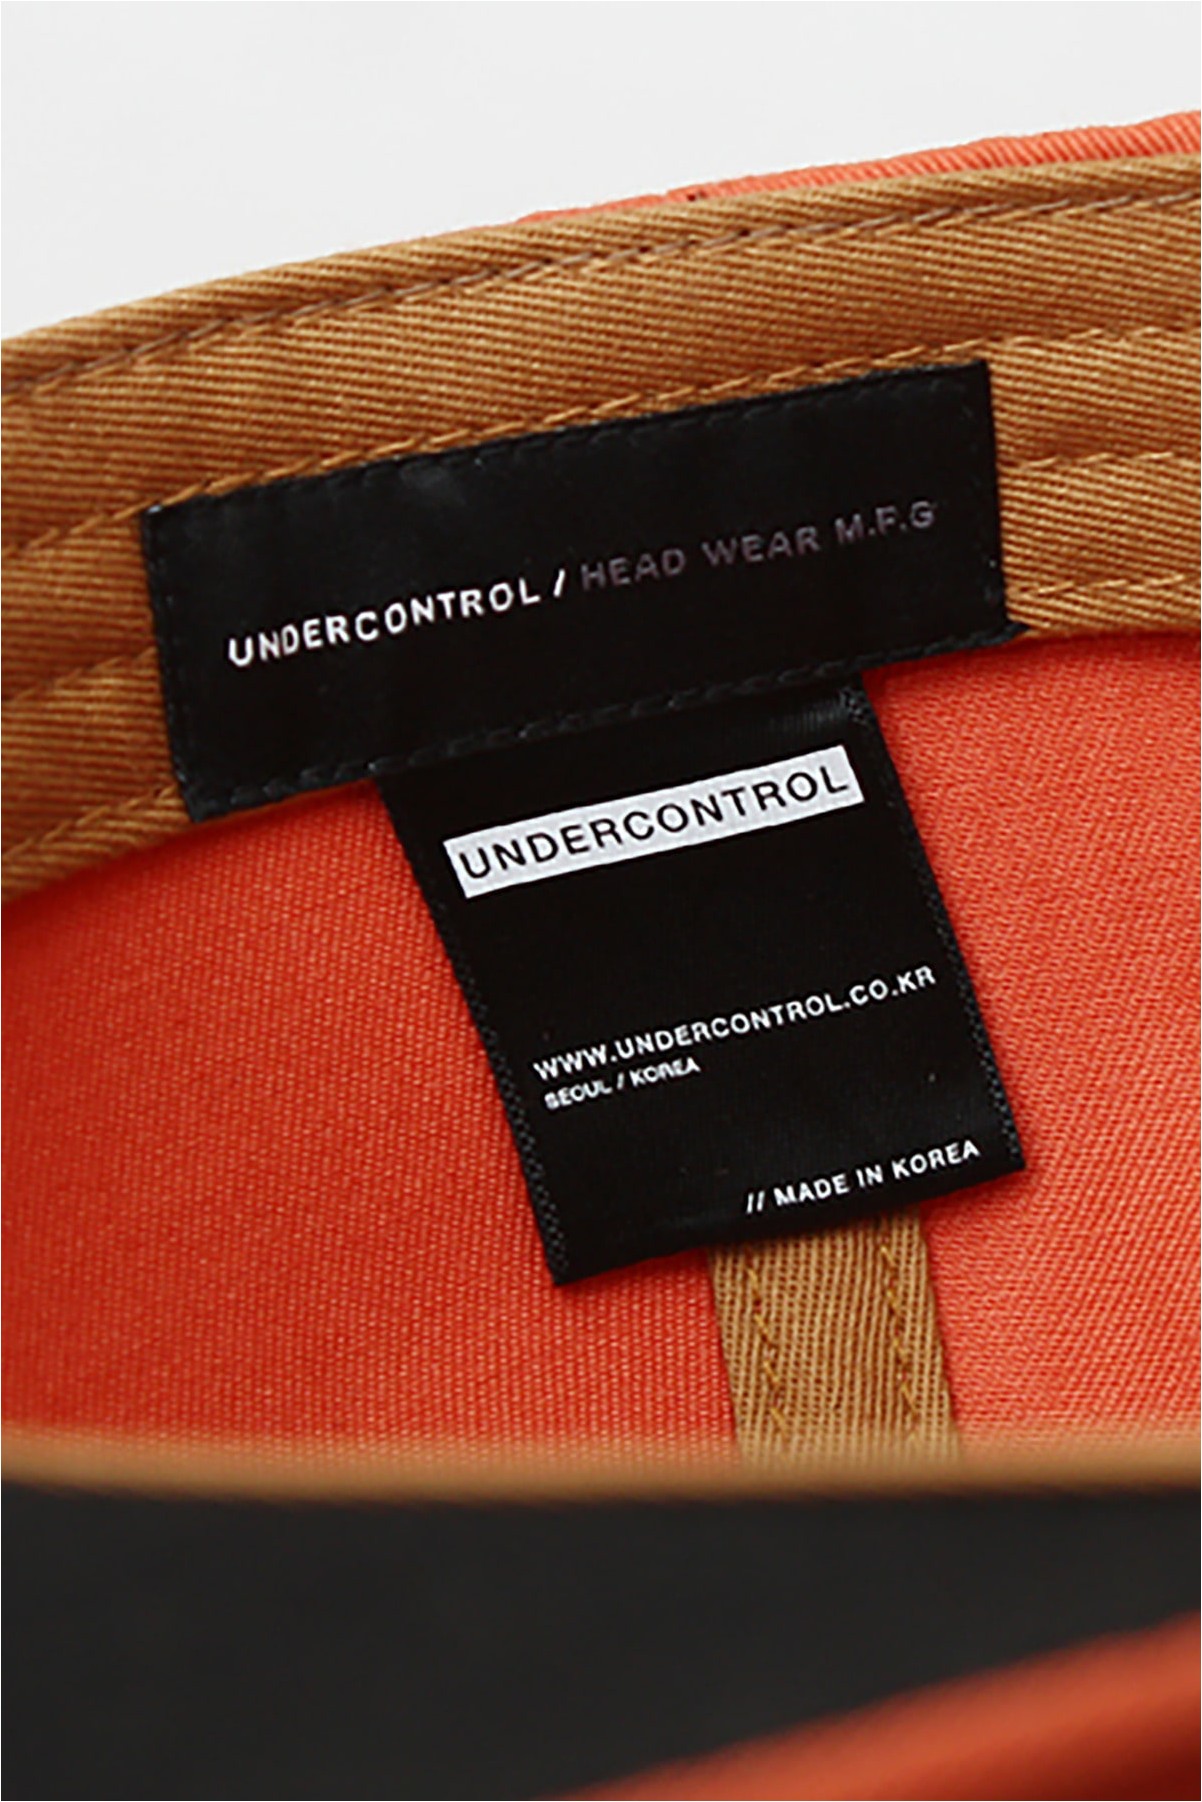 UNDERCONTROL / HEAD WEAR M.F.G
UNDERCONTROL
WWW.UNDERCONTROL.CO.KR
SEOUL / KOREA
// MADE IN KOREA